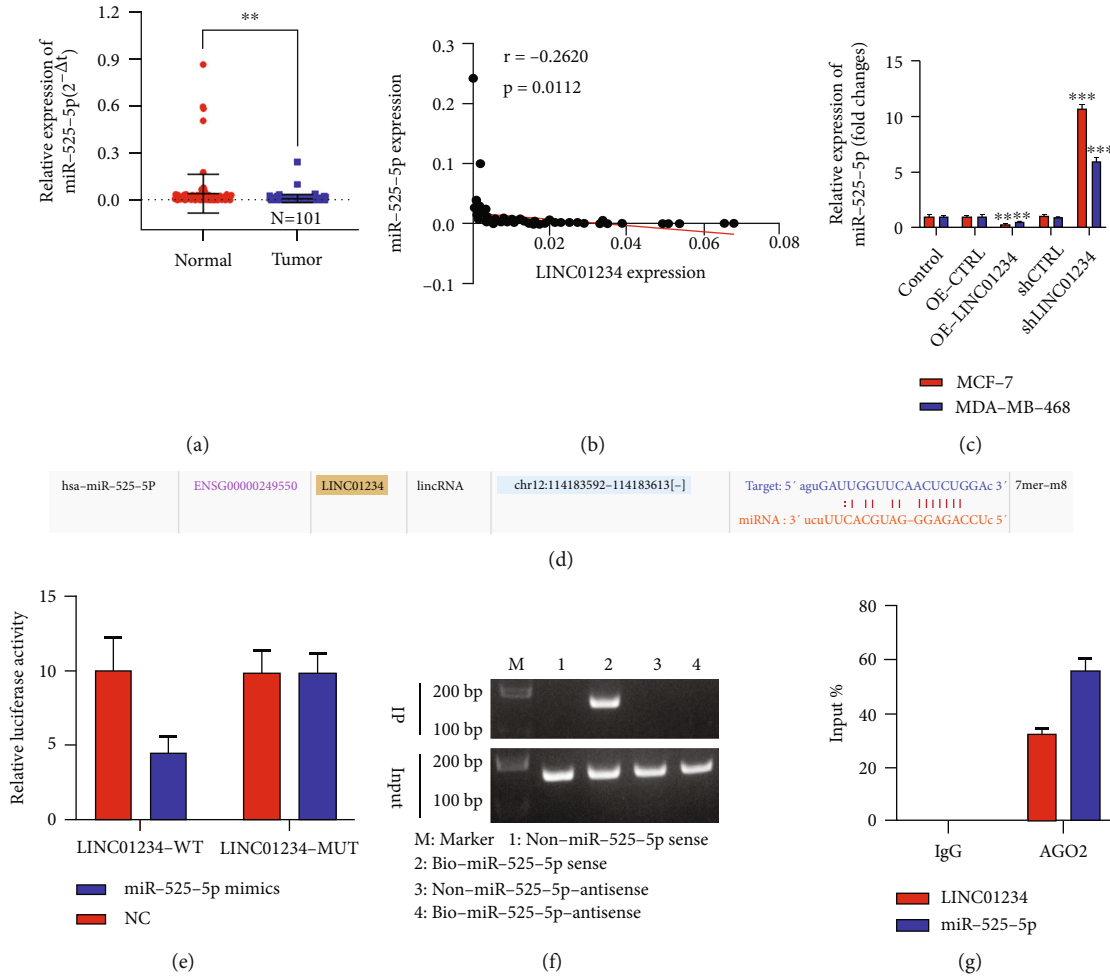 Relative expression of
miR–525–5p(2–Δt)
1.2
0.9
0.6
0.3
0.0
**
N=101
Normal
Tumor
(a)
miR–525–5p expression
0.3
0.2
0.1
0.0
–0.1
r = –0.2620
p = 0.0112
0.02
0.04
0.06
0.08
LINC01234 expression
(b)
Relative expression of
miR–525–5p (fold changes)
15
10
5
0
****
***
***
Control
OE–CTRL
OE–LINC01234
shCTRL
shLINC01234
MCF–7
MDA–MB–468
(c)
hsa–miR–525–5P
ENSG00000249550
LINC01234
lincRNA
chr12:114183592–114183613[–]
Target: 5´ aguGAUUGGUUCAACUCUGGAc 3´
miRNA : 3´ ucuUUCACGUAG–GGAGACCUc 5´
7mer–m8
(d)
Relative luciferase activity
15
10
5
0
LINC01234–WT
LINC01234–MUT
miR–525–5p mimics
NC
(e)
M 1 2 3 4
IP
200 bp
100 bp
Input
200 bp
100 bp
M: Marker 1: Non–miR–525–5p sense
2: Bio–miR–525–5p sense
3: Non–miR–525–5p–antisense
4: Bio–miR–525–5p–antisense
(f)
Input %
80
60
40
20
0
IgG
AGO2
LINC01234
miR–525–5p
(g)